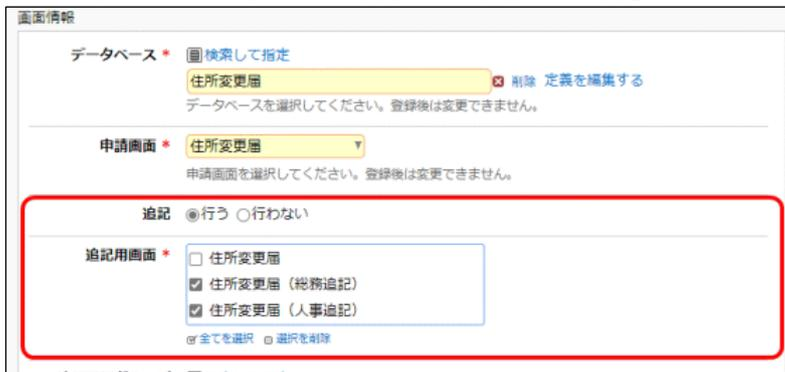 画面情報
データベース *
検索して指定
住所変更届
削除 定義を編集する
データベースを選択してください。登録後は変更できません。
申請画面 *
住所変更届
申請画面を選択してください。登録後は変更できません。
追記
行う 行わない
追記用画面 *
住所変更届
住所変更届（総務追記）
住所変更届（人事追記）
全てを選択 選択を削除